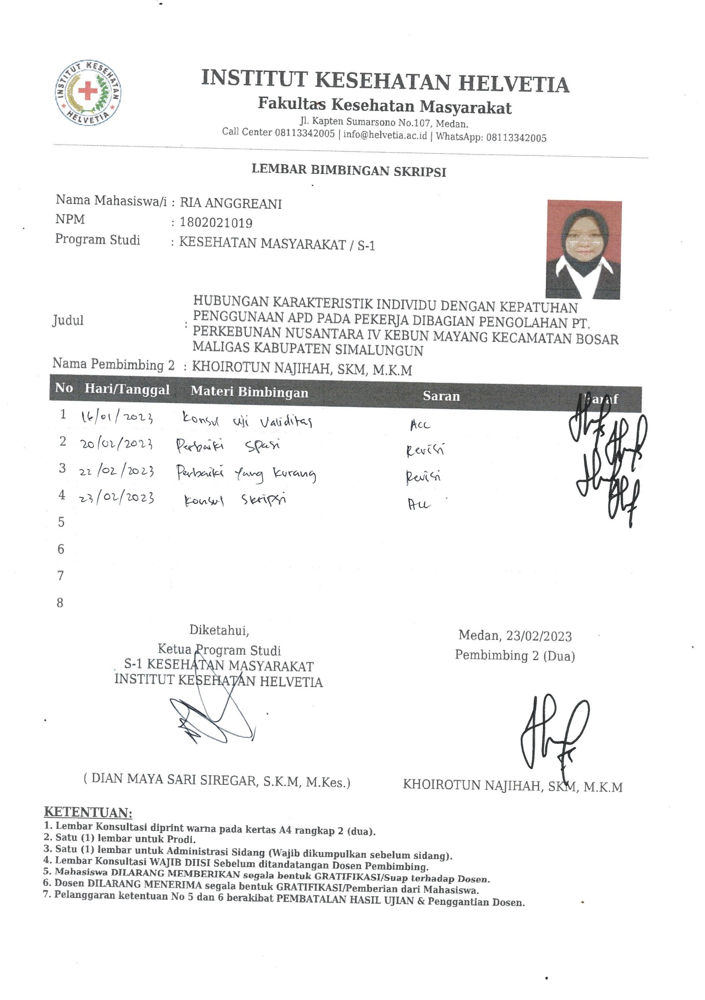 INSTITUT KESEHATAN
HELVETIA
INSTITUT KESEHATAN HELVETIA
Fakultas Kesehatan Masyarakat
Jl. Kapten Sumarsono No.107, Medan.
Call Center 08113342005 | info@helvetia.ac.id | WhatsApp: 08113342005
LEMBAR BIMBINGAN SKRIPSI
Nama Mahasiswa/i : RIA ANGGREANI
NPM : 1802021019
Program Studi : KESEHATAN MASYARAKAT / S-1
Judul : HUBUNGAN KARAKTERISTIK INDIVIDU DENGAN KEPATUHAN
PENGGUNAAN APD PADA PEKERJA DIBAGIAN PENGOLAHAN PT.
PERKEBUNAN NUSANTARA IV KEBUN MAYANG KECAMATAN BOSAR
MALIGAS KABUPATEN SIMALUNGUN
Nama Pembimbing 2 : KHOIROTUN NAJIHAH, SKM, M.K.M
No Hari/Tanggal Materi Bimbingan Saran Paraf
1 16/01/2023 Konsul uji Validitas Acc
2 20/02/2023 Perbaiki spasi Revisi
3 22/02/2023 Perbaiki yang kurang Revisi
4 23/02/2023 Konsul Skripsi Acc
5
6
7
8
Diketahui,
Ketua Program Studi
S-1 KESEHATAN MASYARAKAT
INSTITUT KESEHATAN HELVETIA
( DIAN MAYA SARI SIREGAR, S.K.M, M.Kes.)
Medan, 23/02/2023
Pembimbing 2 (Dua)
KHOIROTUN NAJIHAH, SKM, M.K.M
KETENTUAN:
1. Lembar Konsultasi diprint warna pada kertas A4 rangkap 2 (dua).
2. Satu (1) lembar untuk Prodi.
3. Satu (1) lembar untuk Administrasi Sidang (Wajib dikumpulkan sebelum sidang).
4. Lembar Konsultasi WAJIB DIISI Sebelum ditandatangan Dosen Pembimbing.
5. Mahasiswa DILARANG MEMBERIKAN segala bentuk GRATIFIKASI/Suap terhadap Dosen.
6. Dosen DILARANG MENERIMA segala bentuk GRATIFIKASI/Pemberian dari Mahasiswa.
7. Pelanggaran ketentuan No 5 dan 6 berakibat PEMBATALAN HASIL UJIAN & Penggantian Dosen.